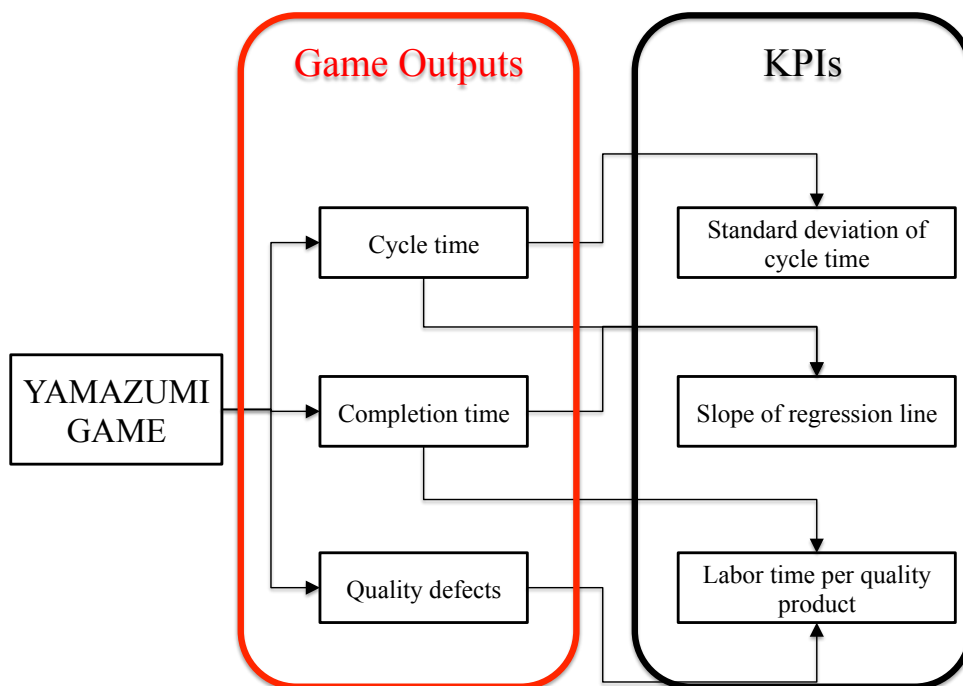 Game Outputs
KPIs
YAMAZUMI
GAME
Cycle time
Completion time
Quality defects
Standard deviation of
cycle time
Slope of regression line
Labor time per quality
product